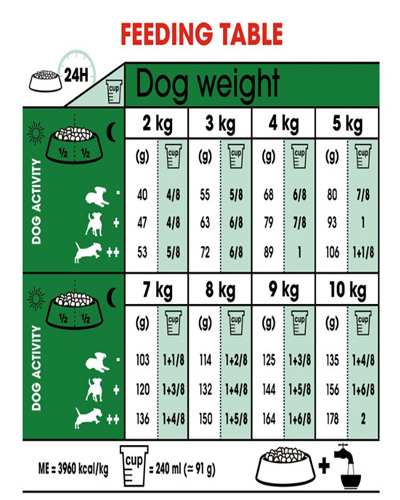 FEEDING TABLE
24H
cup
Dog weight
2 kg 3 kg 4 kg 5 kg
½ ½
(g) cup (g) cup (g) cup (g) cup
DOG ACTIVITY
- 40 4/8 55 5/8 68 6/8 80 7/8
+ 47 4/8 63 6/8 79 7/8 93 1
++ 53 5/8 72 6/8 89 1 106 1+1/8
7 kg 8 kg 9 kg 10 kg
½ ½
(g) cup (g) cup (g) cup (g) cup
DOG ACTIVITY
- 103 1+1/8 114 1+2/8 125 1+3/8 135 1+4/8
+ 120 1+3/8 132 1+4/8 144 1+5/8 156 1+6/8
++ 136 1+4/8 150 1+5/8 164 1+6/8 178 2
ME = 3960 kcal/kg cup = 240 ml (≃ 91 g) +